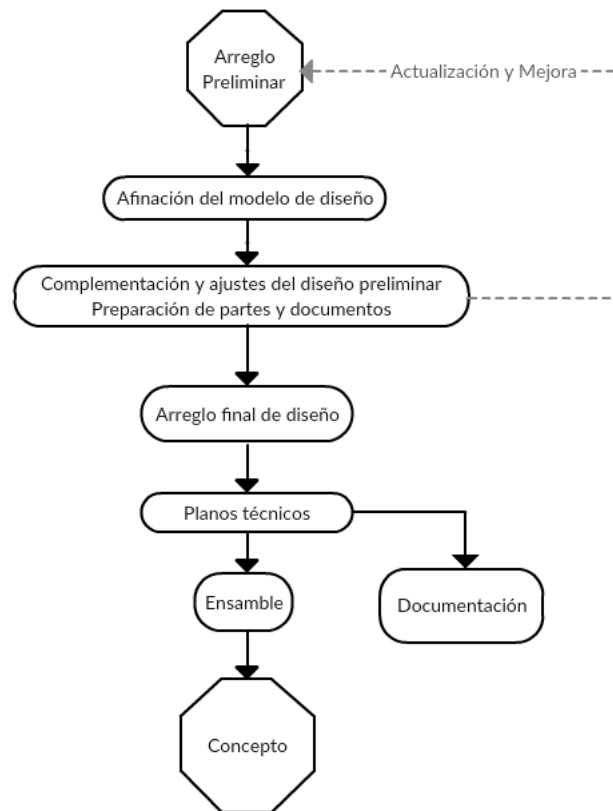 Arreglo
Preliminar
Actualización y Mejora
Afinación del modelo de diseño
Complementación y ajustes del diseño preliminar
Preparación de partes y documentos
Arreglo final de diseño
Planos técnicos
Ensamble
Documentación
Concepto